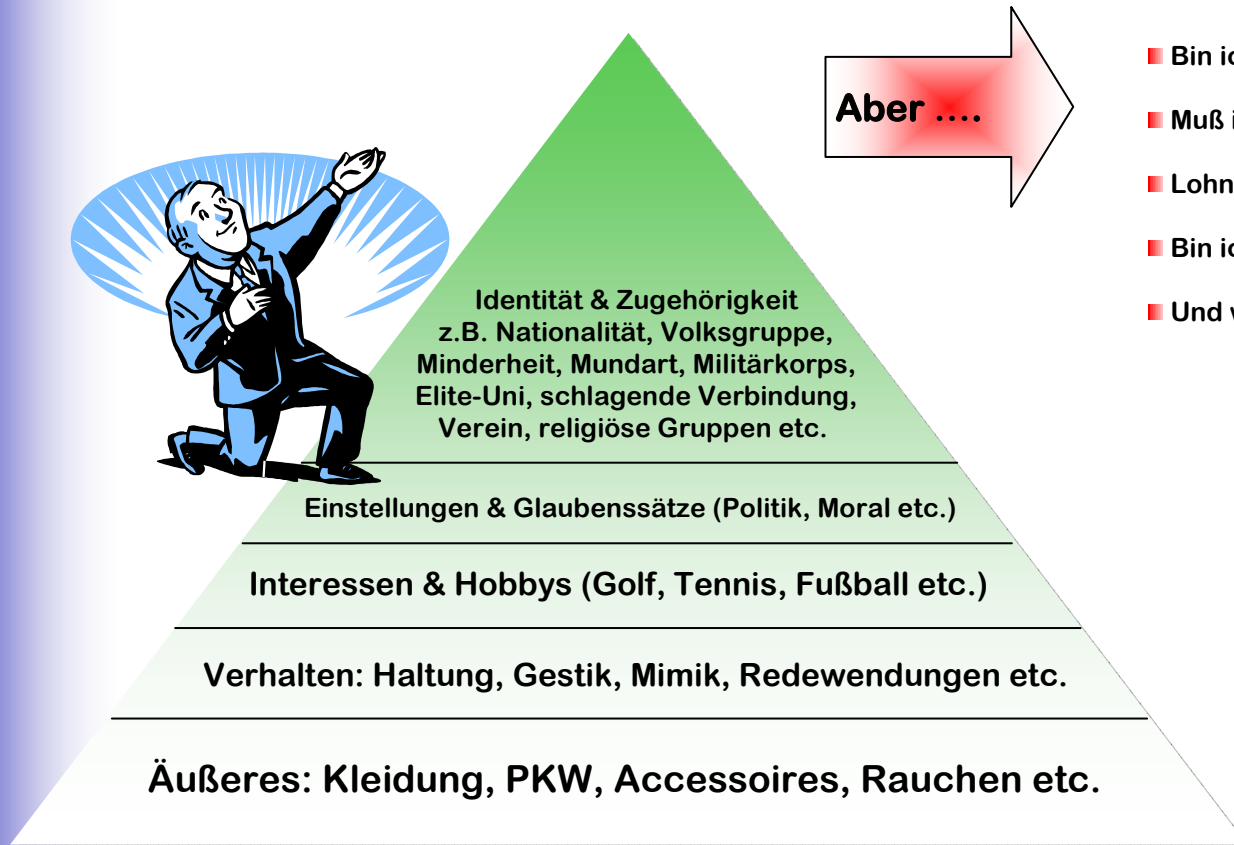 Aber ....
Bin
Muß
Und
Identität & Zugehörigkeit
z.B. Nationalität, Volksgruppe,
Minderheit, Mundart, Militärkorps,
Elite-Uni, schlagende Verbindung,
Verein, religiöse Gruppen etc.
Einstellungen & Glaubenssätze (Politik, Moral etc.)
Interessen & Hobbys (Golf, Tennis, Fußball etc.)
Verhalten: Haltung, Gestik, Mimik, Redewendungen etc.
Äußeres: Kleidung, PKW, Accessoires, Rauchen etc.